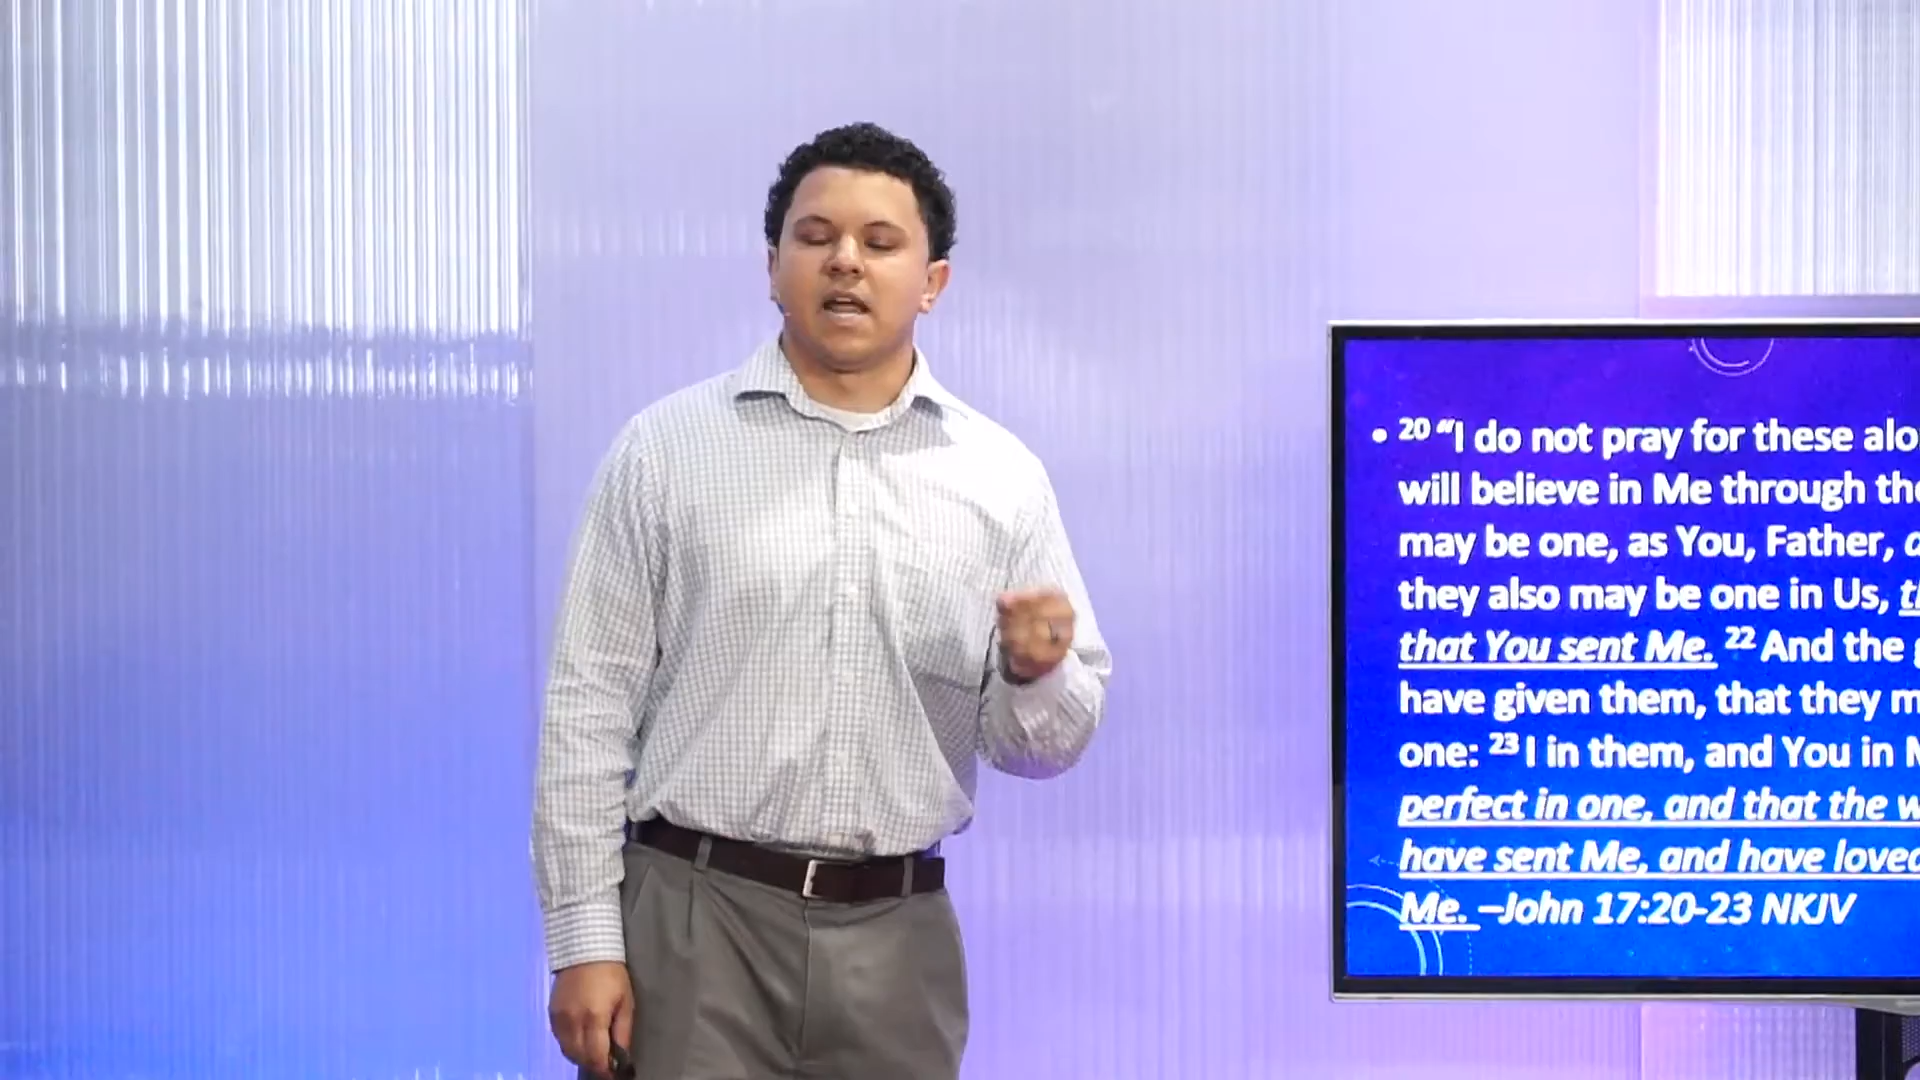 • 20 “I do not pray for these alo
will believe in Me through the
may be one, as You, Father,
they also may be one in Us,
that You sent Me. 22 And the
have given them, that they m
one: 23 I in them, and You in M
perfect in one, and that the w
have sent Me, and have loved
Me. –John 17:20-23 NKJV